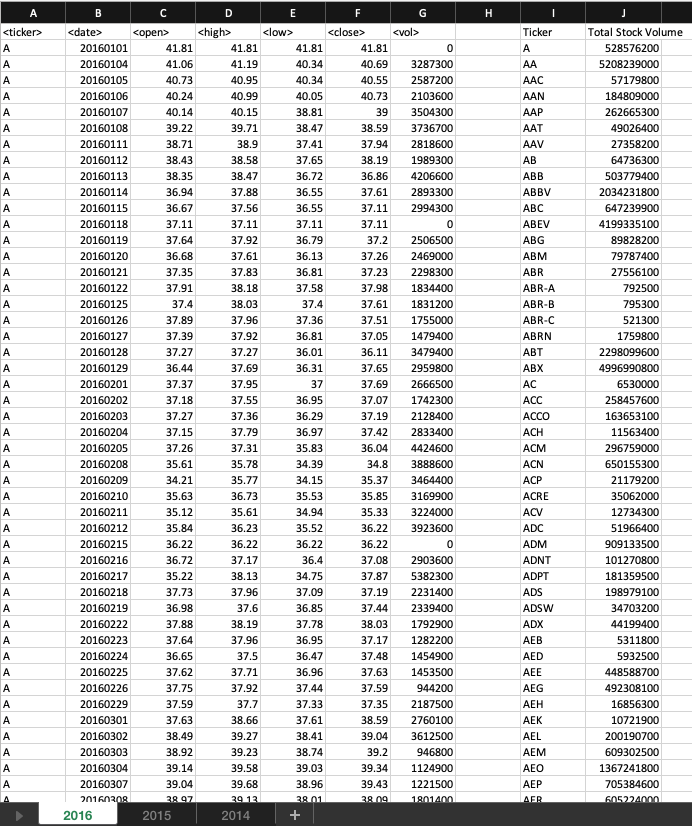 A B C D E F G H I J
<ticker> <date> <open> <high> <low> <close> <vol> Ticker Total Stock Volume
A 20160101 41.81 41.81 41.81 41.81 0 A 528576200
A 20160104 41.06 41.19 40.34 40.69 3287300 AA 5208239000
A 20160105 40.73 40.95 40.34 40.55 2587200 AAC 57179800
A 20160106 40.24 40.99 40.05 40.73 2103600 AAN 184809000
A 20160107 40.14 40.15 38.81 39 3504300 AAP 262665300
A 20160108 39.22 39.71 38.47 38.59 3736700 AAT 49026400
A 20160111 38.71 38.9 37.41 37.94 2818600 AAV 27358200
A 20160112 38.43 38.58 37.65 38.19 1989300 AB 64736300
A 20160113 38.35 38.47 36.72 36.86 4206600 ABB 503779400
A 20160114 36.94 37.88 36.55 37.61 2893300 ABBV 2034231800
A 20160115 36.67 37.56 36.55 37.11 2994300 ABC 647239900
A 20160118 37.11 37.11 37.11 37.11 0 ABEV 4199335100
A 20160119 37.64 37.92 36.79 37.2 2506500 ABG 89828200
A 20160120 36.68 37.61 36.13 37.26 2469000 ABM 79787400
A 20160121 37.35 37.83 36.81 37.23 2298300 ABR 27556100
A 20160122 37.91 38.18 37.58 37.98 1834400 ABR-A 792500
A 20160125 37.4 38.03 37.4 37.61 1831200 ABR-B 795300
A 20160126 37.89 37.96 37.36 37.51 1755000 ABR-C 521300
A 20160127 37.39 37.92 36.81 37.05 1479400 ABRN 1759800
A 20160128 37.27 37.27 36.01 36.11 3479400 ABT 2298099600
A 20160129 36.44 37.69 36.31 37.65 2959800 ABX 4996990800
A 20160201 37.37 37.95 37 37.69 2666500 AC 6530000
A 20160202 37.18 37.55 36.95 37.07 1742300 ACC 258457600
A 20160203 37.27 37.36 36.29 37.19 2128400 ACCO 163653100
A 20160204 37.15 37.79 36.97 37.42 2833400 ACH 11563400
A 20160205 37.26 37.31 35.83 36.04 4424600 ACM 296759000
A 20160208 35.61 35.78 34.39 34.8 3888600 ACN 650155300
A 20160209 34.21 35.77 34.15 35.37 3464400 ACP 21179200
A 20160210 35.63 36.73 35.53 35.85 3169900 ACRE 35062000
A 20160211 35.12 35.61 34.94 35.33 3224000 ACV 12734300
A 20160212 35.84 36.23 35.52 36.22 3923600 ADC 51966400
A 20160215 36.22 36.22 36.22 36.22 0 ADM 909133500
A 20160216 36.72 37.17 36.4 37.08 2903600 ADNT 101270800
A 20160217 35.22 38.13 34.75 37.87 5382300 ADPT 181359500
A 20160218 37.73 37.96 37.09 37.19 2231400 ADS 198979100
A 20160219 36.98 37.6 36.85 37.44 2339400 ADSW 34703200
A 20160222 37.88 38.19 37.78 38.03 1792900 ADX 44199400
A 20160223 37.64 37.96 36.95 37.17 1282200 AEB 5311800
A 20160224 36.65 37.5 36.47 37.48 1454900 AED 5932500
A 20160225 37.62 37.71 36.96 37.63 1453500 AEE 448588700
A 20160226 37.75 37.92 37.44 37.59 944200 AEG 492308100
A 20160229 37.59 37.7 37.33 37.35 2187500 AEH 16856300
A 20160301 37.63 38.66 37.61 38.59 2760100 AEK 10721900
A 20160302 38.49 39.27 38.41 39.04 3612500 AEL 200190700
A 20160303 38.92 39.23 38.74 39.2 946800 AEM 609302500
A 20160304 39.14 39.58 39.03 39.34 1124900 AEO 1367241800
A 20160307 39.04 39.68 38.96 39.43 1221500 AEP 705384600
A 20160308 38.97 39.13 38.01 38.09 1801400 AER 605224000
2016 2015 2014 +